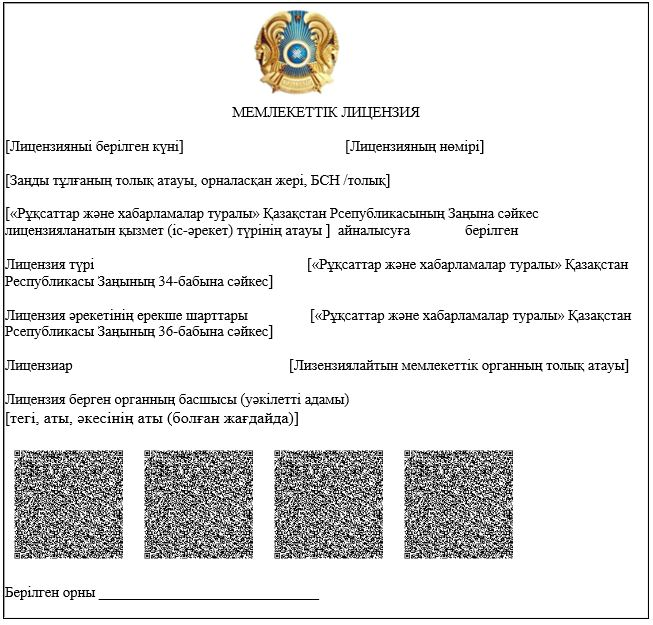 МЕМЛЕКЕТТІК ЛИЦЕНЗИЯ
[Лицензияныі берілген күні] [Лицензияның нөмірі]
[Заңды тұлғаның толық атауы, орналасқан жері, БСН /толық]
[«Рұқсаттар және хабарламалар туралы» Қазақстан Рсепубликасының Заңына сәйкес
лицензияланатын қызмет (іс-әрекет) түрінің атауы ] айналысуға берілген
Лицензия түрі [«Рұқсаттар және хабарламалар туралы» Қазақстан
Республикасы Заңының 34-бабына сәйкес]
Лицензия әрекетінің ерекше шарттары [«Рұқсаттар және хабарламалар туралы» Қазақстан
Рсепубликасы Заңының 36-бабына сәйкес]
Лицензиар [Лизензиялайтын мемлекеттік органның толық атауы]
Лицензия берген органның басшысы (уәкілетті адамы)
[тегі, аты, әкесінің аты (болған жағдайда)]
Берілген орны ______________________________